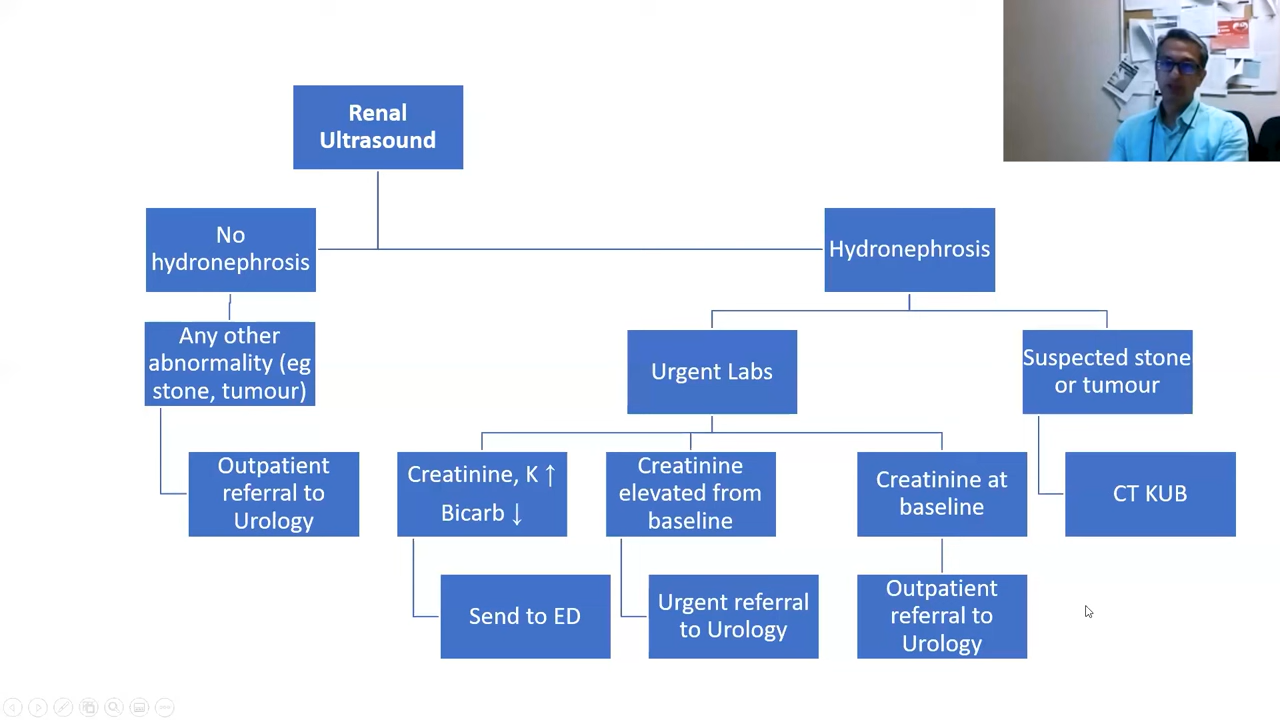 Renal
Ultrasound
No
hydronephrosis
Hydronephrosis
Any other
abnormality (eg
stone, tumour)
Urgent Labs
Suspected stone
or tumour
Outpatient
referral to
Urology
Creatinine, K ↑
Bicarb ↓
Creatinine
elevated from
baseline
Creatinine at
baseline
CT KUB
Send to ED
Urgent referral
to Urology
Outpatient
referral to
Urology